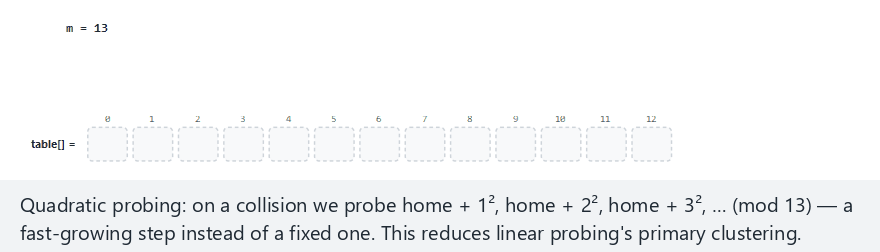 m = 13
0 1 2 3 4 5 6 7 8 9 10 11 12
table[] =
Quadratic probing: on a collision we probe home + 1², home + 2², home + 3², ... (mod 13) — a
fast-growing step instead of a fixed one. This reduces linear probing's primary clustering.